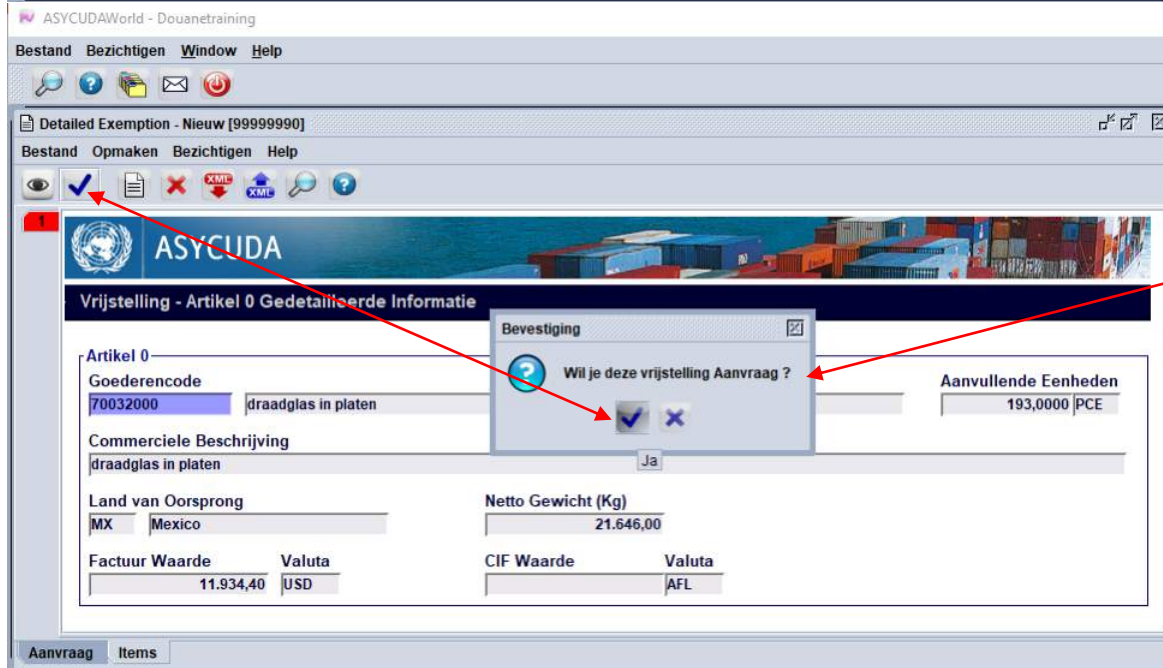 ASYCUDAWorld - Douanetraining
Bestand Bezichtigen Window Help
Detailed Exemption - Nieuw [99999990]
Bestand Opmaken Bezichtigen Help
XML XML
1
ASYCUDA
Vrijstelling - Artikel 0 Gedetailleerde Informatie
Bevestiging
Wil je deze vrijstelling Aanvraag ?
Ja
Artikel 0
Goederencode Aanvullende Eenheden
70032000 draadglas in platen 193,0000 PCE
Commerciele Beschrijving
draadglas in platen
Land van Oorsprong Netto Gewicht (Kg)
MX Mexico 21.646,00
Factuur Waarde Valuta CIF Waarde Valuta
11.934,40 USD AFL
Aanvraag Items